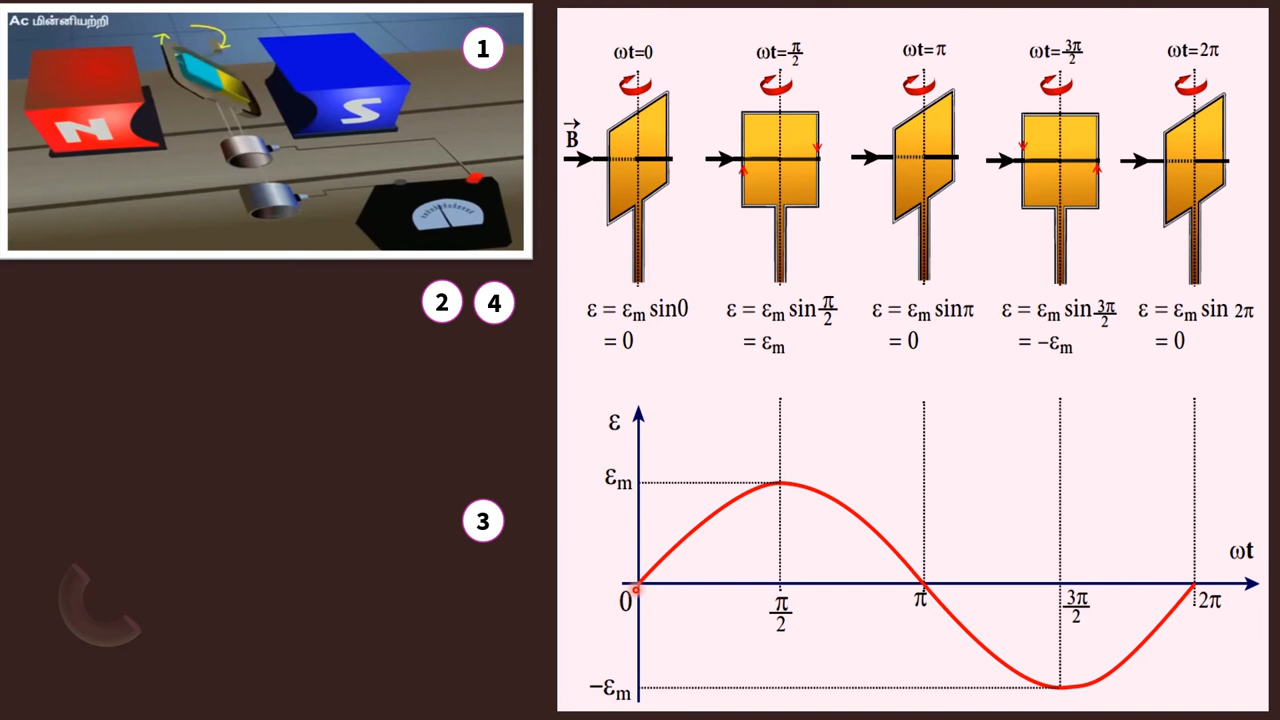 Ac மின்னியற்றி
N
S
1
2 4
3
ωt=0 ωt=π/2 ωt=π ωt=3π/2 ωt=2π
B⃗
ε = εₘ sin0 ε = εₘ sin π/2 ε = εₘ sinπ ε = εₘ sin 3π/2 ε = εₘ sin 2π
= 0 = εₘ = 0 = −εₘ = 0
ε
εₘ
ωt
0 π/2 π 3π/2 2π
−εₘ